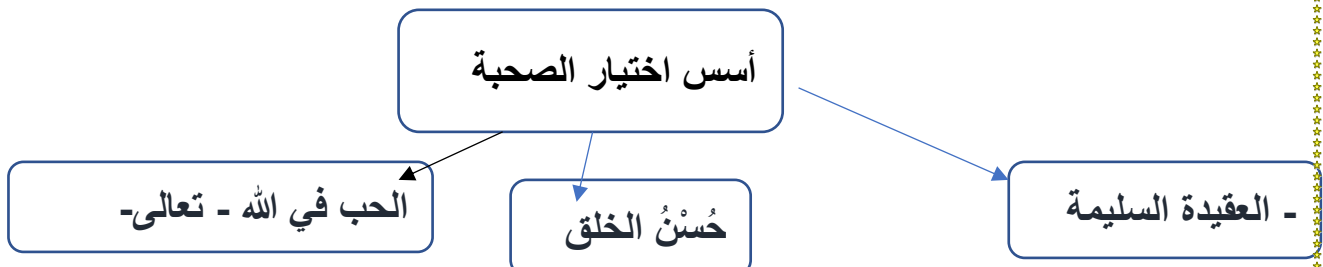 أسس اختيار الصحبة
- العقيدة السليمة
حُسْنُ الخلق
الحب في الله - تعالى-